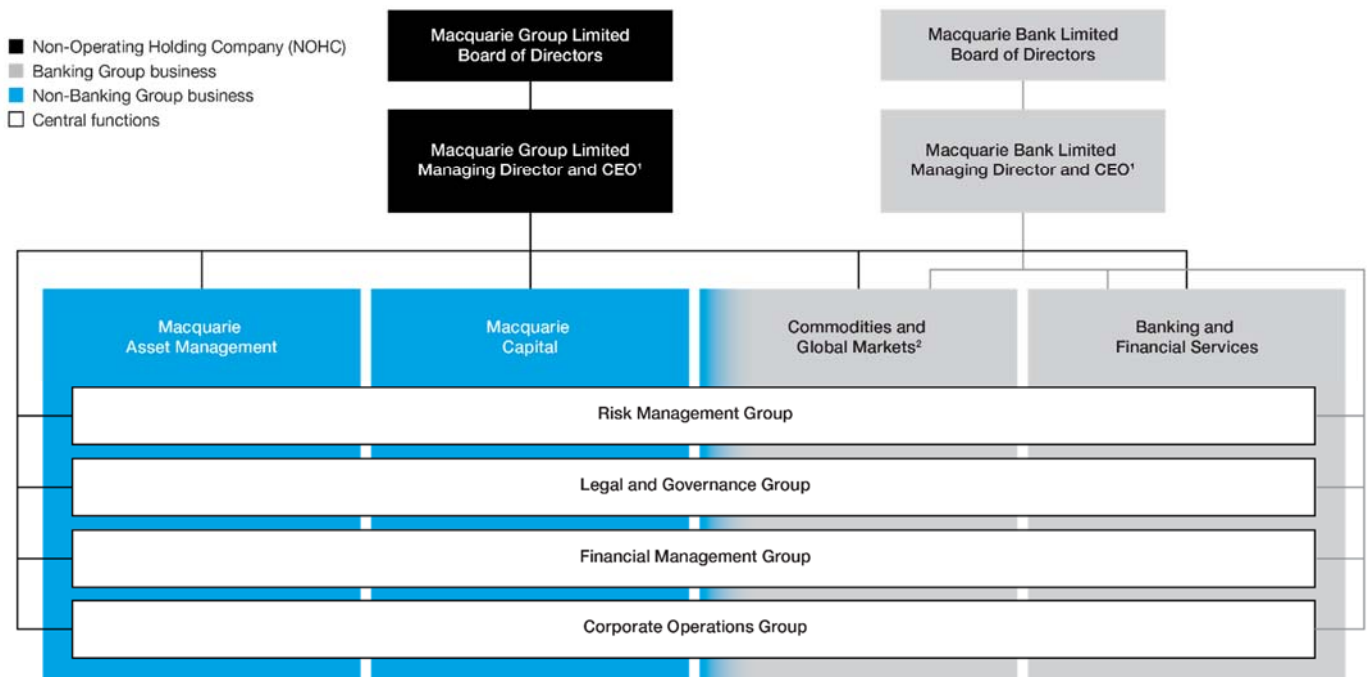 Non-Operating Holding Company (NOHC)
Banking Group business
Non-Banking Group business
Central functions
Macquarie Group Limited
Board of Directors
Macquarie Bank Limited
Board of Directors
Macquarie Group Limited
Managing Director and CEO¹
Macquarie Bank Limited
Managing Director and CEO¹
Macquarie
Asset Management
Macquarie
Capital
Commodities and
Global Markets²
Banking and
Financial Services
Risk Management Group
Legal and Governance Group
Financial Management Group
Corporate Operations Group